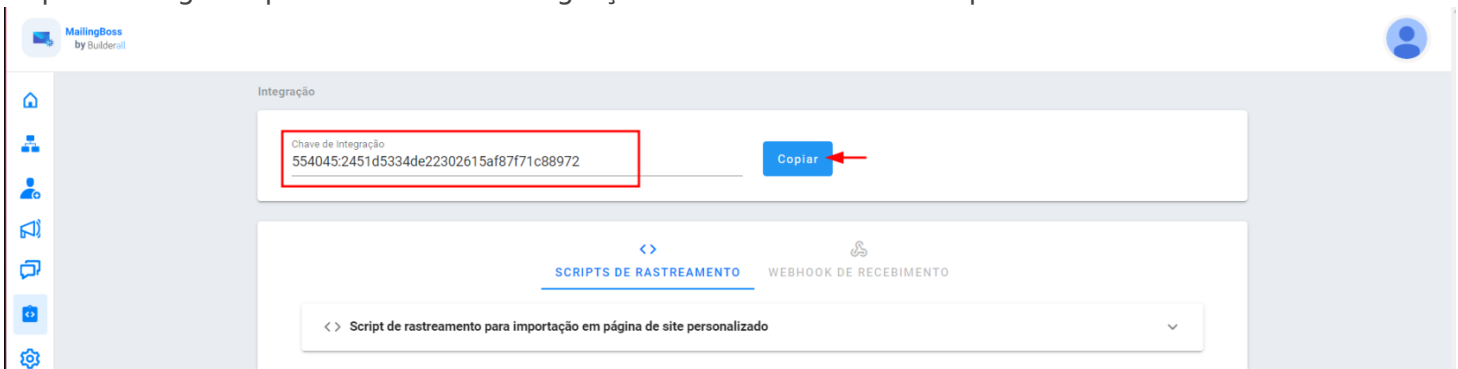 MailingBoss
by Builderall
Integração
Chave de Integração
554045:2451d5334de22302615af87f71c88972
Copiar
SCRIPTS DE RASTREAMENTO
WEBHOOK DE RECEBIMENTO
Script de rastreamento para importação em página de site personalizado